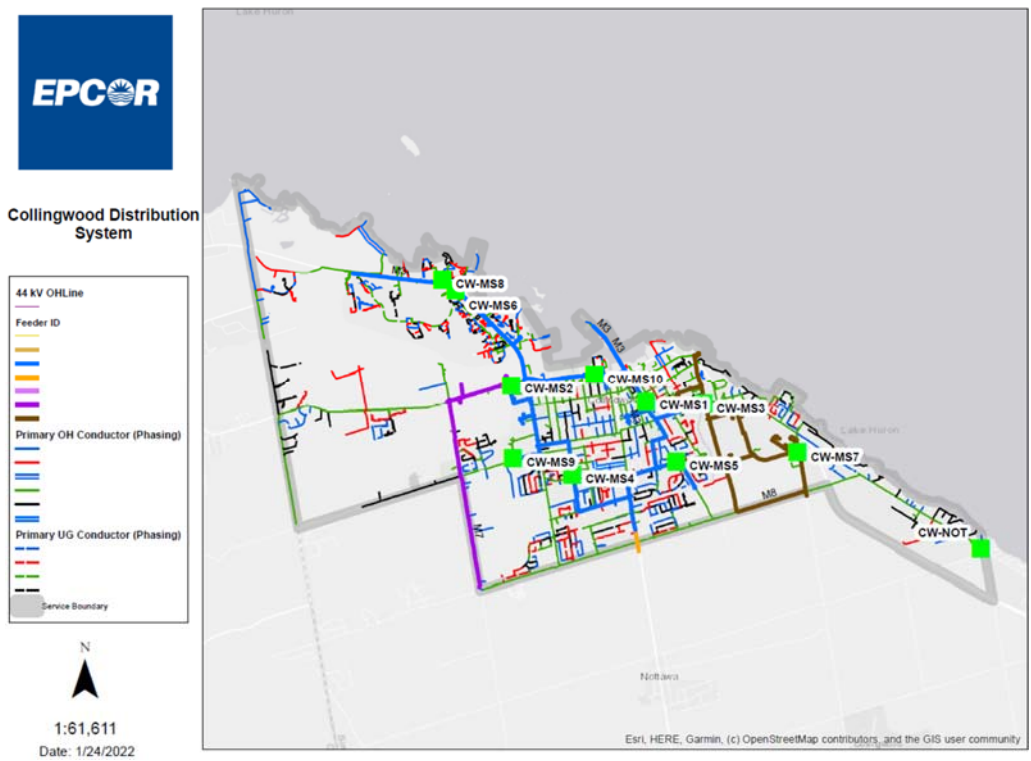 EPCOR
Collingwood Distribution
System
44 kV OHLine
Feeder ID
Primary OH Conductor (Phasing)
Primary UG Conductor (Phasing)
Service Boundary
N
1:61,611
Date: 1/24/2022
Lake Huron
CW-MS8
CW-MS6
M3
M3
CW-MS2
CW-MS10
CW-MS1
CW-MS3
Lake Huron
CW-MS9
CW-MS4
CW-MS5
CW-MS7
M8
M7
CW-NOT
Nottawa
Esri, HERE, Garmin, (c) OpenStreetMap contributors, and the GIS user community